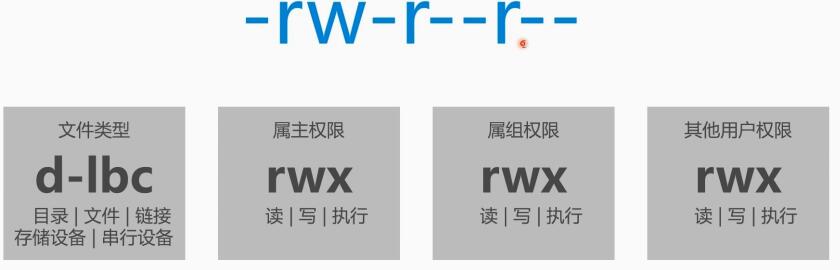 -rw-r--r--
文件类型
d-lbc
目录 | 文件 | 链接
存储设备 | 串行设备
属主权限
rwx
读 | 写 | 执行
属组权限
rwx
读 | 写 | 执行
其他用户权限
rwx
读 | 写 | 执行